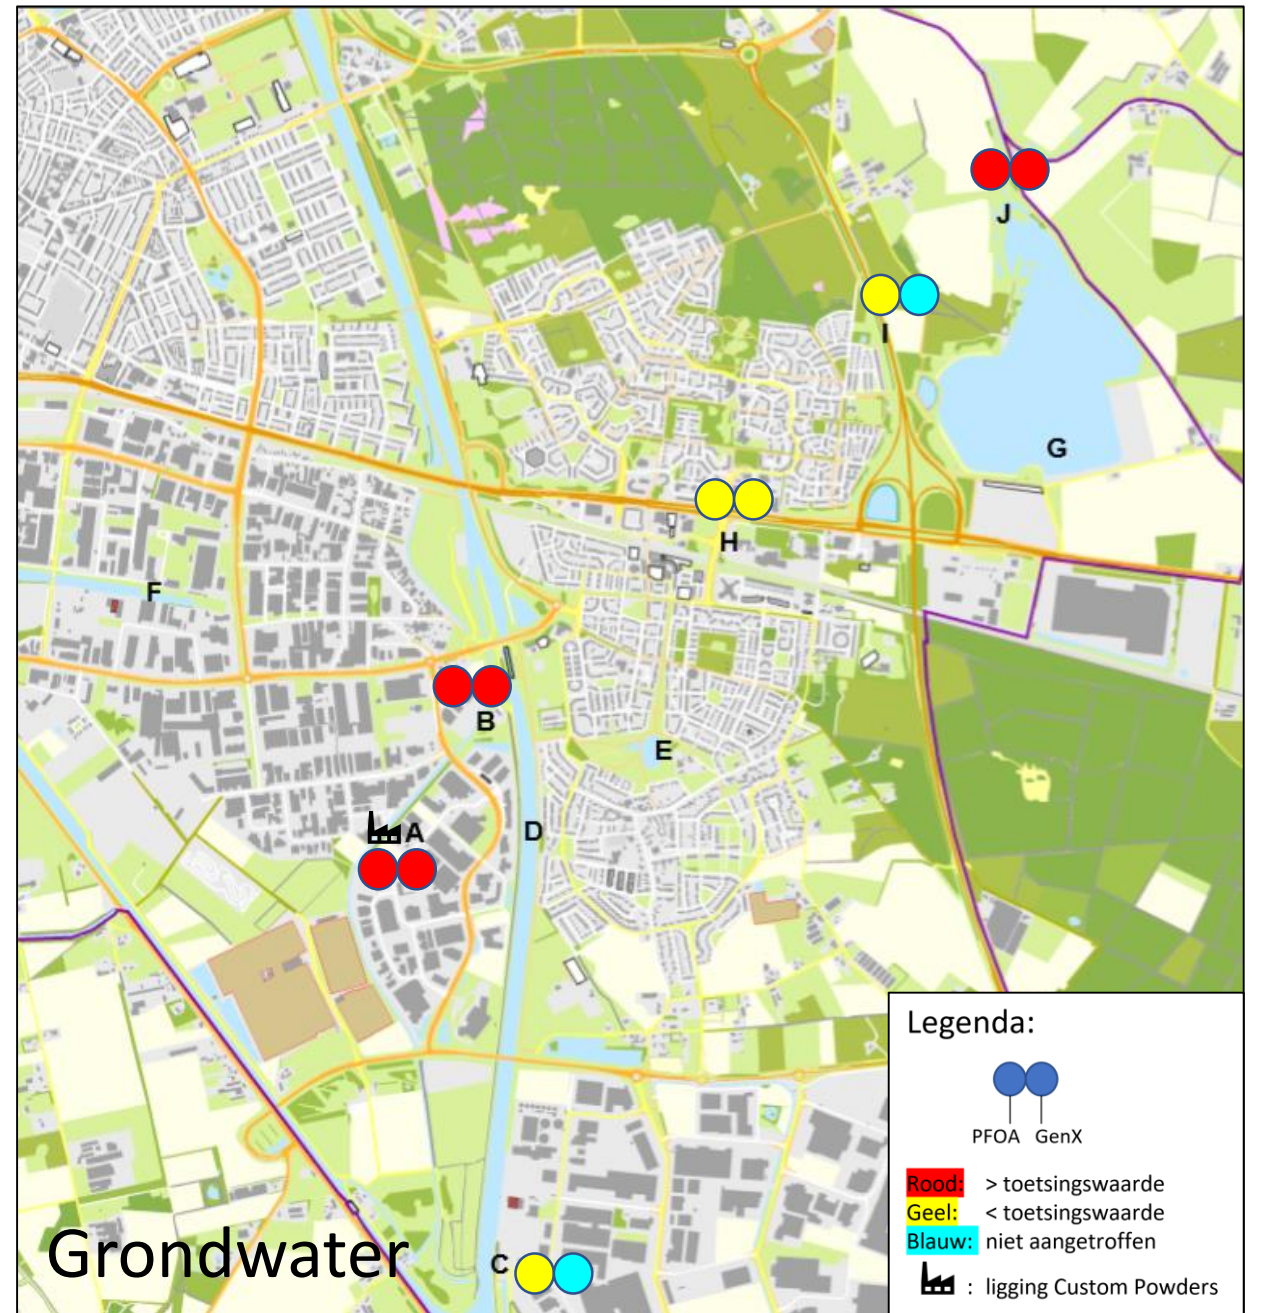 J
I
G
H
F
B
E
A
D
C
Grondwater
Legenda:
PFOA GenX
Rood: > toetsingswaarde
Geel: < toetsingswaarde
Blauw: niet aangetroffen
: ligging Custom Powders